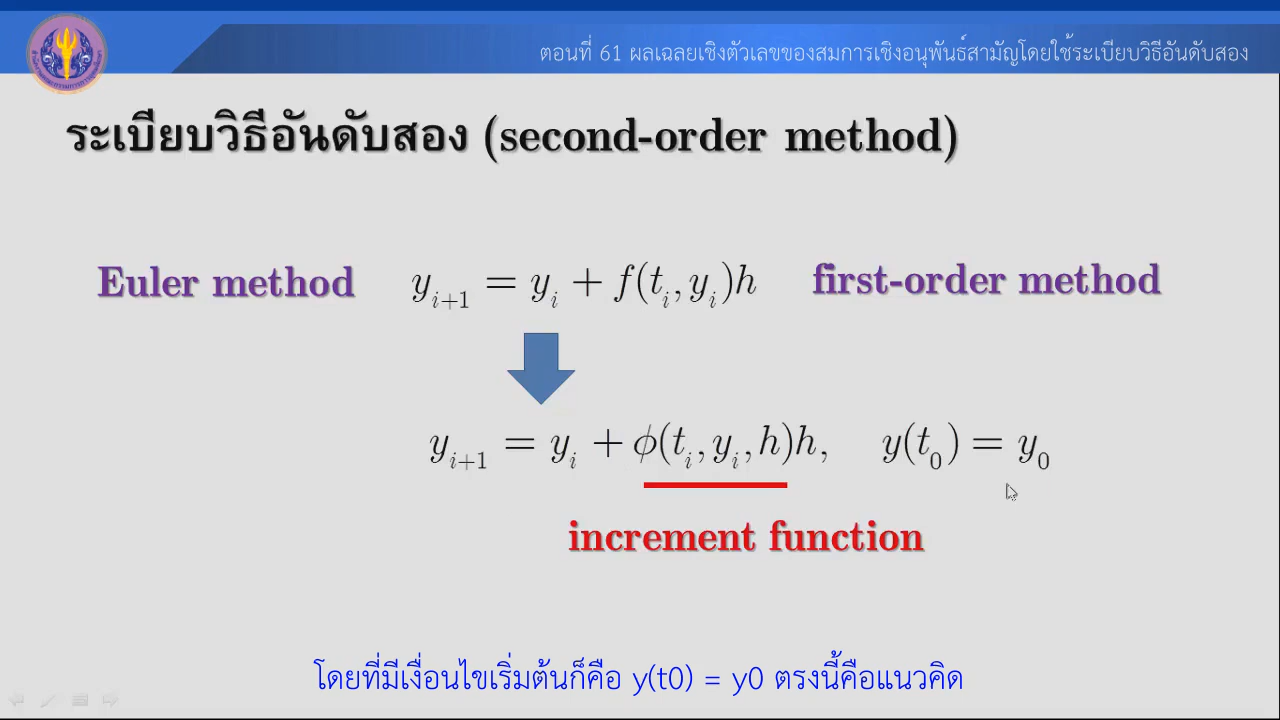 ตอนที่ 61 ผลเฉลยเชิงตัวเลขของสมการเชิงอนุพันธ์สามัญโดยใช้ระเบียบวิธีอันดับสอง
ระเบียบวิธีอันดับสอง (second-order method)
Euler method y_{i+1} = y_i + f(t_i, y_i)h first-order method
y_{i+1} = y_i + ϕ(t_i, y_i, h)h, y(t_0) = y_0
increment function
โดยที่มีเงื่อนไขเริ่มต้นก็คือ y(t0) = y0 ตรงนี้คือแนวคิด